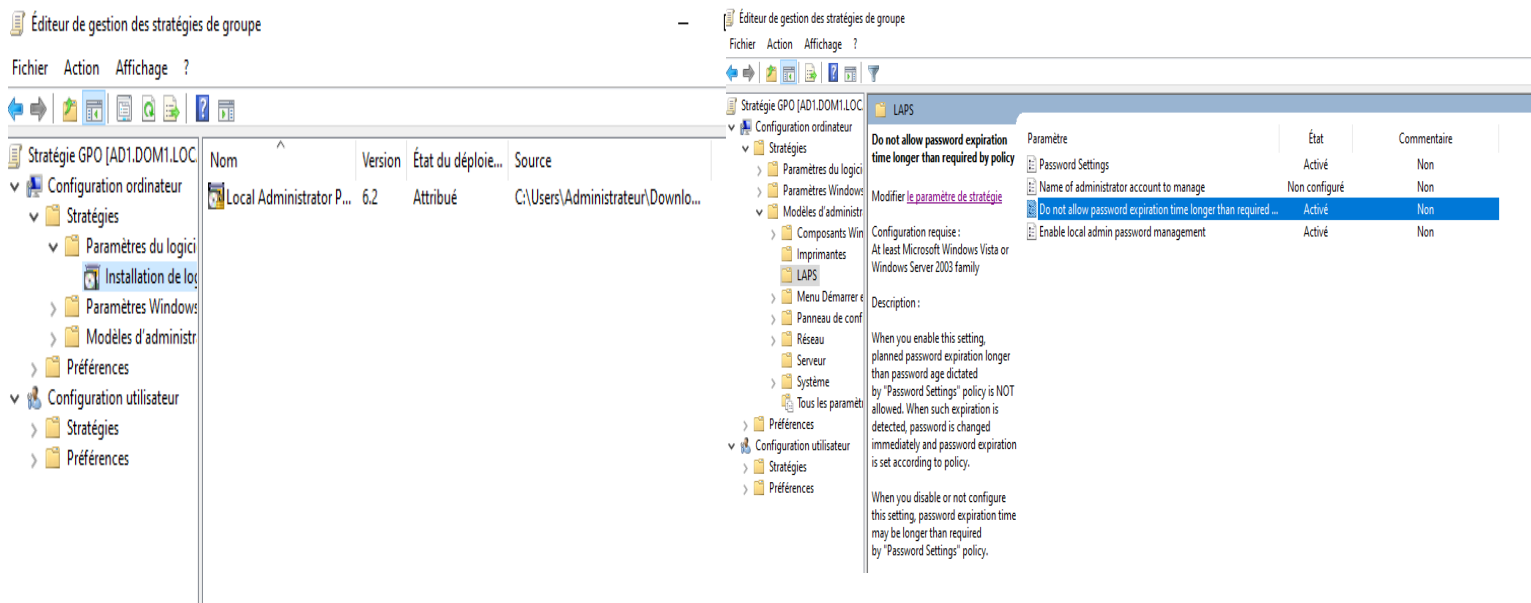 Éditeur de gestion des stratégies de groupe
Fichier Action Affichage ?
Stratégie GPO [AD1.DOM1.LOC.
Configuration ordinateur
Stratégies
Paramètres du logici
Installation de log
Paramètres Windows
Modèles d'administr
Préférences
Configuration utilisateur
Stratégies
Préférences
Nom Version État du déploie... Source
Local Administrator P... 6.2 Attribué C:\Users\Administrateur\Downlo...
Éditeur de gestion des stratégies de groupe
Fichier Action Affichage ?
Stratégie GPO [AD1.DOM1.LOC
Configuration ordinateur
Stratégies
Paramètres du logici
Paramètres Windows
Modèles d'administr
Composants Win
Imprimantes
LAPS
Menu Démarrer e
Panneau de conf
Réseau
Serveur
Système
Tous les paramètr
Préférences
Configuration utilisateur
Stratégies
Préférences
LAPS
Do not allow password expiration
time longer than required by policy
Modifier le paramètre de stratégie
Configuration requise :
At least Microsoft Windows Vista or
Windows Server 2003 family
Description :
When you enable this setting,
planned password expiration longer
than password age dictated
by "Password Settings" policy is NOT
allowed. When such expiration is
detected, password is changed
immediately and password expiration
is set according to policy.
When you disable or not configure
this setting, password expiration time
may be longer than required
by "Password Settings" policy.
Paramètre État Commentaire
Password Settings Activé Non
Name of administrator account to manage Non configuré Non
Do not allow password expiration time longer than required ... Activé Non
Enable local admin password management Activé Non